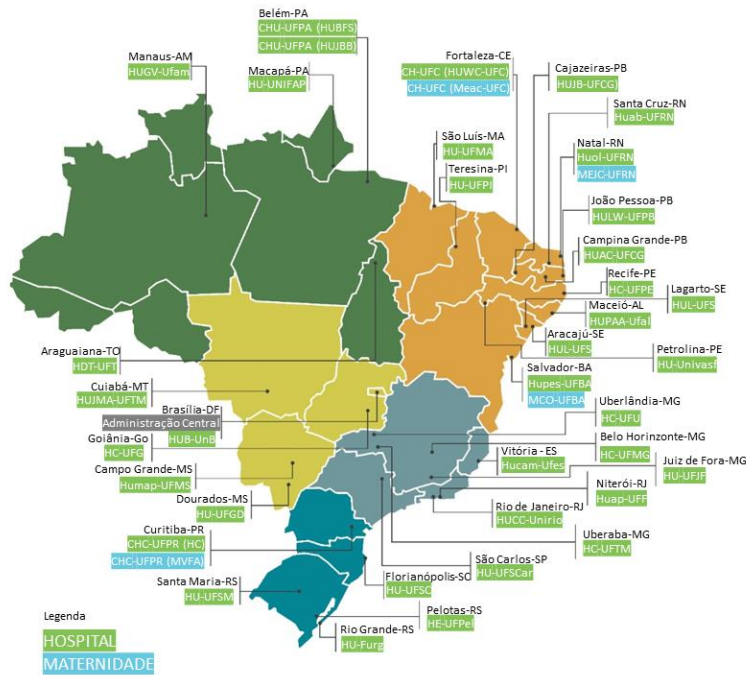 Belém-PA
CHU-UFPA (HUBFS)
CHU-UFPA (HUJBB)
Manaus-AM
HUGV-Ufam
Macapá-PA
HU-UNIFAP
Fortaleza-CE
CH-UFC (HUWC-UFC)
CH-UFC (Meac-UFC)
Cajazeiras-PB
HUJB-UFCG)
Santa Cruz-RN
Huab-UFRN
São Luís-MA
HU-UFMA
Teresina-PI
HU-UFPI
Natal-RN
Huol-UFRN
MEJC-UFRN
João Pessoa-PB
HULW-UFPB
Campina Grande-PB
HUAC-UFCG
Recife-PE
HC-UFPE
Lagarto-SE
HUL-UFS
Maceió-AL
HUPAA-Ufal
Aracajú-SE
HUL-UFS
Petrolina-PE
HU-Univasf
Salvador-BA
Hupes-UFBA
MCO-UFBA
Araguaiana-TO
HDT-UFT
Cuiabá-MT
HUJMA-UFTM
Brasília-DF
Administração Central
HUB-UnB
Goiânia-Go
HC-UFG
Campo Grande-MS
Humap-UFMS
Dourados-MS
HU-UFGD
Uberlândia-MG
HC-UFU
Belo Horinzonte-MG
HC-UFMG
Vitória - ES
Hucam-Ufes
Juiz de Fora-MG
HU-UFJF
Niterói-RJ
Huap-UFF
Rio de Janeiro-RJ
HUCC-Unirio
Uberaba-MG
HC-UFTM
São Carlos-SP
HU-UFSCar
Curitiba-PR
CHC-UFPR (HC)
CHC-UFPR (MVFA)
Florianópolis-SC
HU-UFSC
Santa Maria-RS
HU-UFSM
Pelotas-RS
HE-UFPel
Rio Grande-RS
HU-Furg
Legenda
HOSPITAL
MATERNIDADE